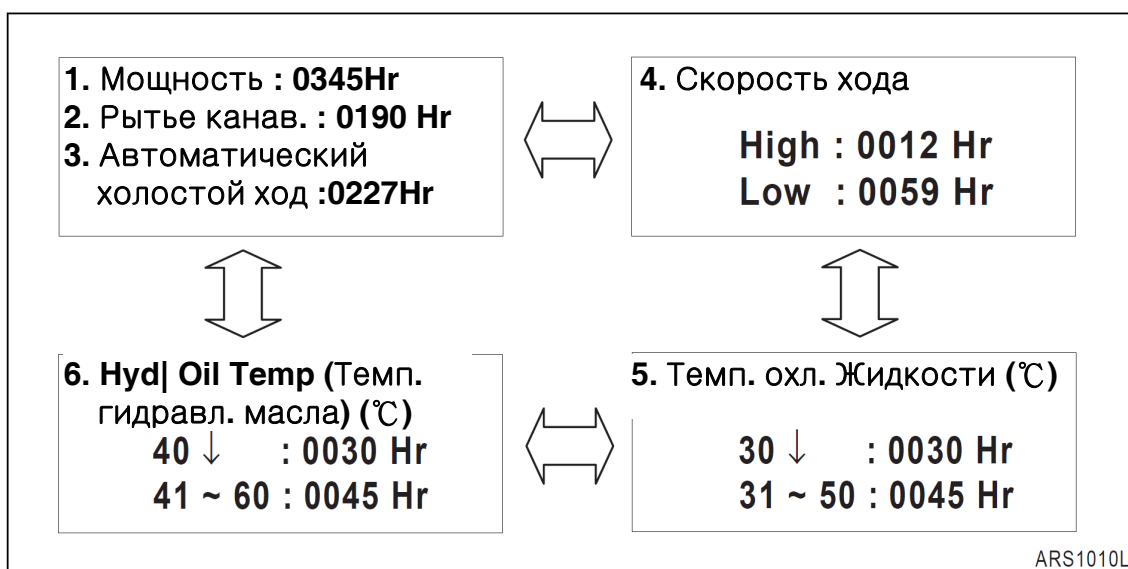 1. Мощность : 0345Hr
2. Рытье канав. : 0190 Hr
3. Автоматический
холостой ход :0227Hr
4. Скорость хода
High : 0012 Hr
Low : 0059 Hr
6. Hyd| Oil Temp (Темп.
гидравл. масла) (℃)
40 ↓ : 0030 Hr
41 ~ 60 : 0045 Hr
5. Темп. охл. Жидкости (℃)
30 ↓ : 0030 Hr
31 ~ 50 : 0045 Hr
ARS1010L